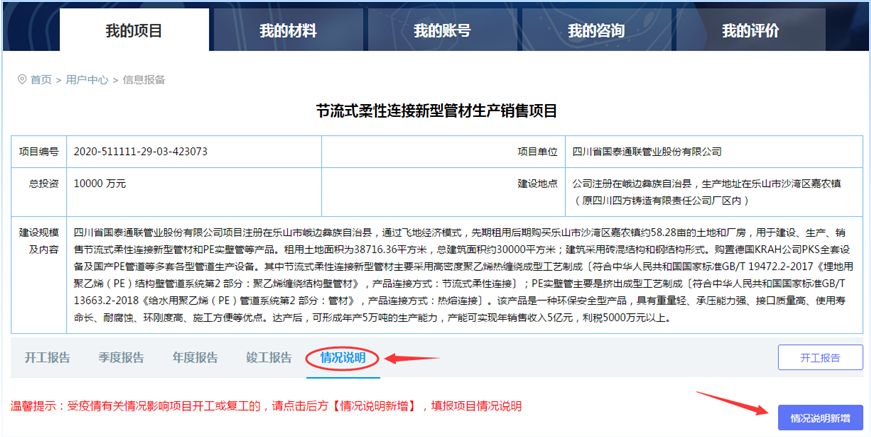 我的项目 我的材料 我的账号 我的咨询 我的评价
首页 > 用户中心 > 信息报备
节流式柔性连接新型管材生产销售项目
项目编号 2020-511111-29-03-423073 项目单位 四川省国泰通联管业股份有限公司
总投资 10000 万元 建设地点 公司注册在峨边彝族自治县，生产地址在乐山市沙湾区嘉农镇
（原四川四方铸造有限责任公司厂区内）
建设规模
及内容
四川省国泰通联管业股份有限公司项目注册在乐山市峨边彝族自治县，通过飞地经济模式，先期租用后期购买乐山市沙湾区嘉农镇约58.28亩的土地和厂房，用于建设、生产、销
售节流式柔性连接新型管材和PE实壁管等产品。租用土地面积为38716.36平方米，总建筑面积约30000平方米；建筑采用砖混结构和钢结构形式。购置德国KRAH公司PKS全套设
备及国产PE管道等多套各型管道生产设备。其中节流式柔性连接新型管材主要采用高密度聚乙烯热缠绕成型工艺制成〔符合中华人民共和国国家标准GB/T 19472.2-2017《埋地用
聚乙烯（PE）结构壁管道系统第2 部分：聚乙烯缠绕结构壁管材》，产品连接方式：节流式柔性连接〕；PE实壁管主要是挤出成型工艺制成〔符合中华人民共和国国家标准GB/T
13663.2-2018《给水用聚乙烯（PE）管道系统第2 部分：管材》，产品连接方式：热熔连接〕。该产品是一种环保安全型产品，具有重量轻、承压能力强、接口质量高、使用寿
命长、耐腐蚀、环刚度高、施工方便等优点。达产后，可形成年产5万吨的生产能力，产能可实现年销售收入5亿元，利税5000万元以上。
开工报告 季度报告 年度报告 竣工报告 情况说明 开工报告
温馨提示：受疫情有关情况影响项目开工或复工的，请点击后方【情况说明新增】，填报项目情况说明
情况说明新增